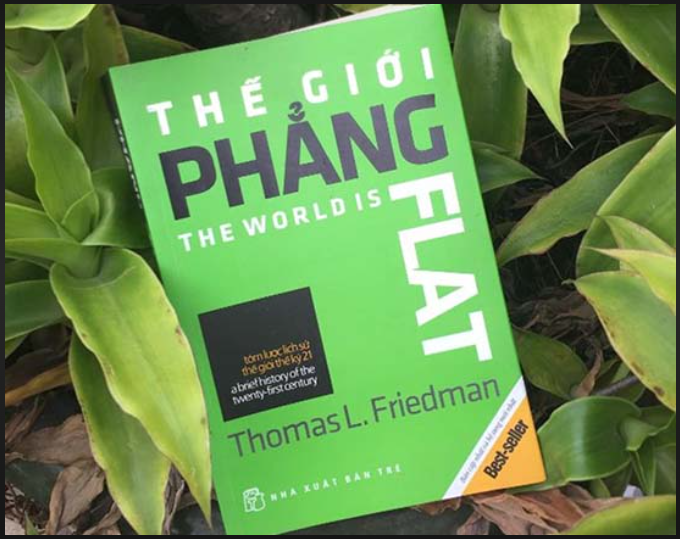 THẾ GIỚI
PHẲNG
THE WORLD IS
FLAT
tóm lược lịch sử
thế giới thế kỷ 21
a brief history of the
twenty-first century
Thomas L. Friedman
Best-seller
NHÀ XUẤT BẢN TRẺ